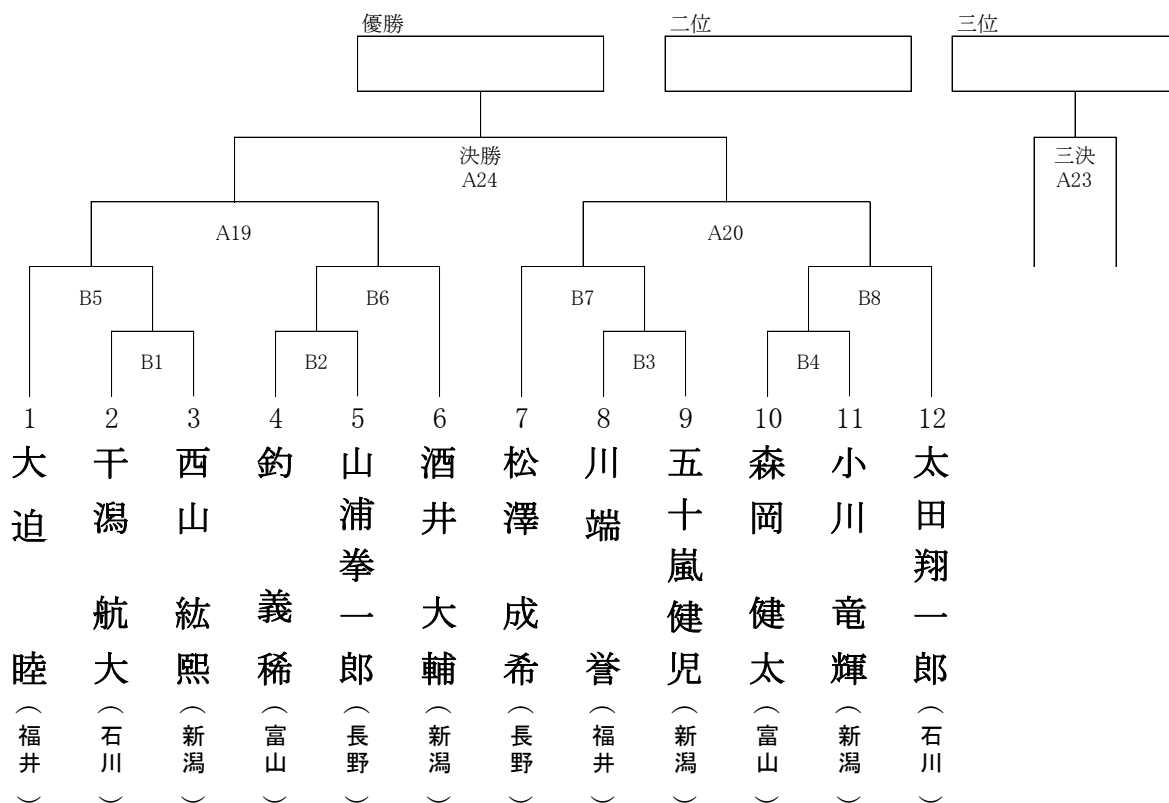 優勝
二位
三位
決勝
A24
三決
A23
A19
A20
B5
B6
B7
B8
B1
B2
B3
B4
1
2
3
4
5
6
7
8
9
10
11
12
大迫 睦
干潟 航大
西山 紘熙
釣 義稀
山浦拳一郎
酒井 大輔
松澤 成希
川端 誉
五十嵐健児
森岡 健太
小川 竜輝
太田翔一郎
（福井）
（石川）
（新潟）
（富山）
（長野）
（新潟）
（長野）
（福井）
（新潟）
（富山）
（新潟）
（石川）